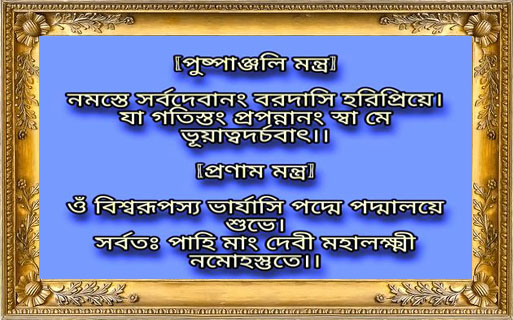 〖পুষ্পাঞ্জলি মন্ত্র〗
নমস্তে সর্বদেবানং বরদাসি হরিপ্রিয়ে।
যা গতিস্তং প্রপন্নানং স্বা মে
ভূয়াত্বদর্চবাৎ।।
〖প্রণাম মন্ত্র〗
ওঁ বিশ্বরূপস্য ভার্যাসি পদ্মে পদ্মালয়ে
শুভে।
সর্বতঃ পাহি মাং দেবী মহালক্ষ্মী
নমোহস্তুতে।।